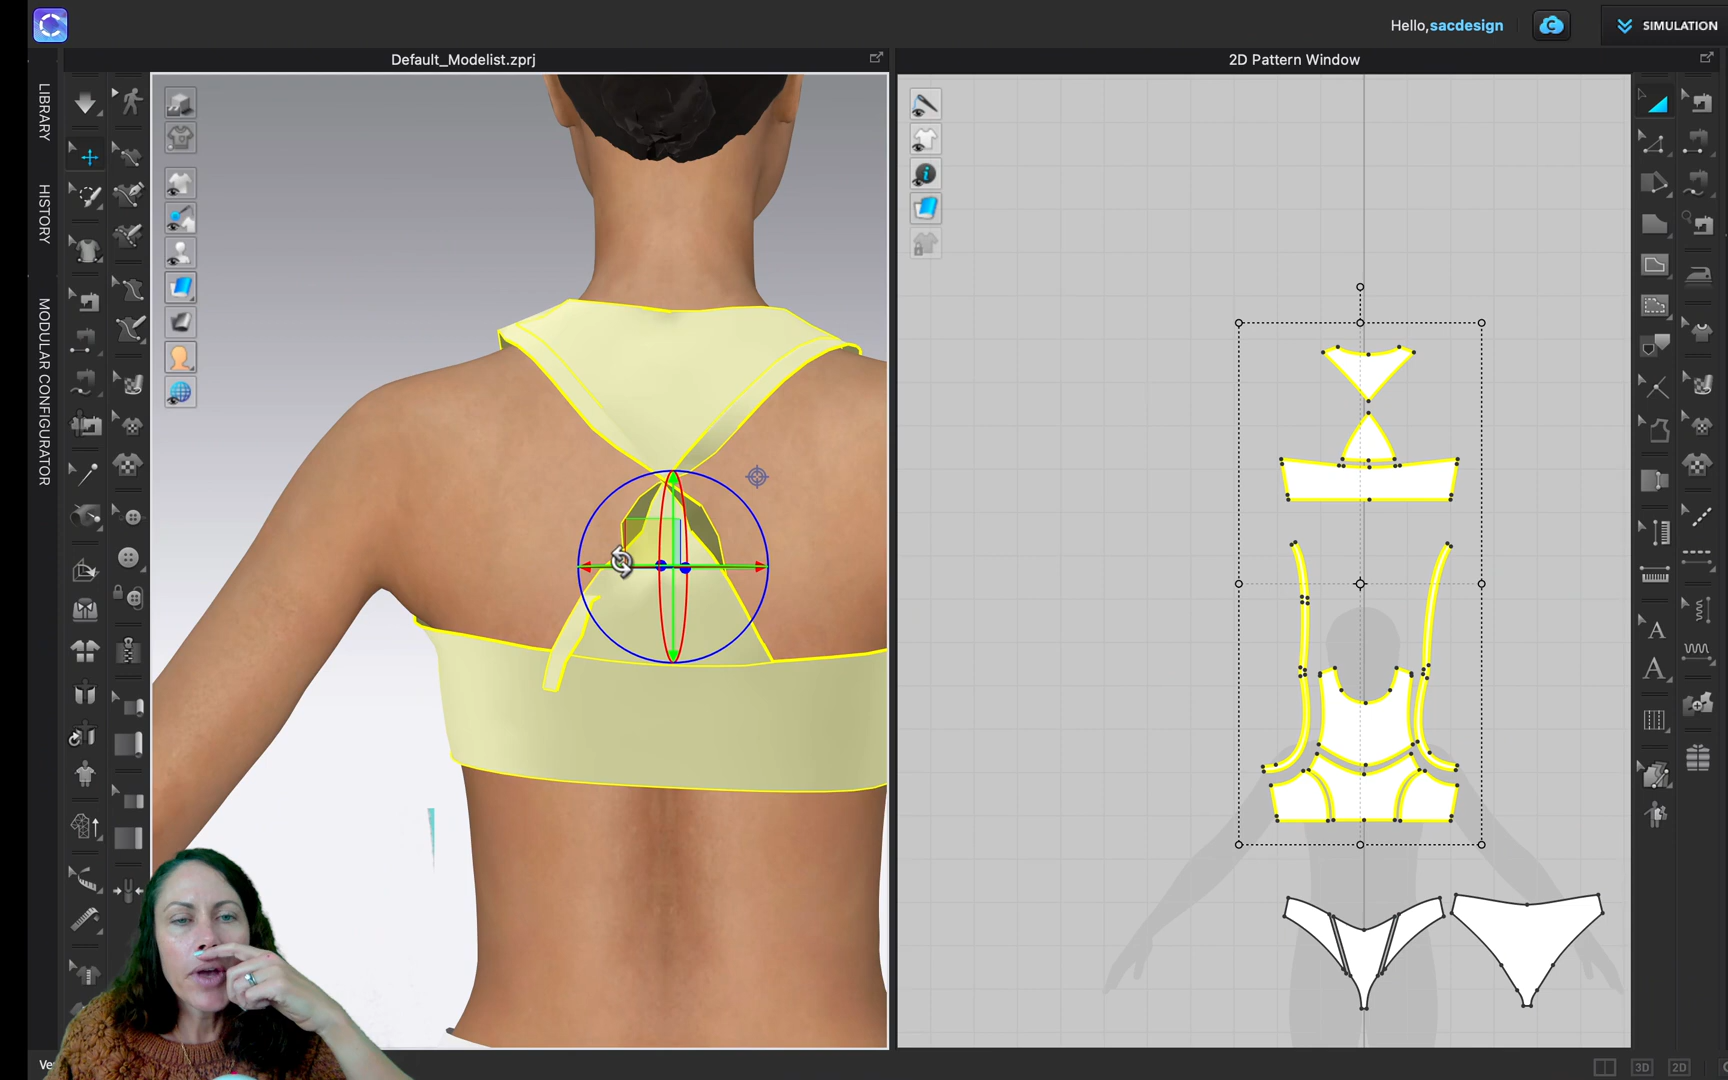 Hello,sacdesign
SIMULATION
Default_Modelist.zprj
2D Pattern Window
LIBRARY
HISTORY
MODULAR CONFIGURATOR
A
A
3D
2D